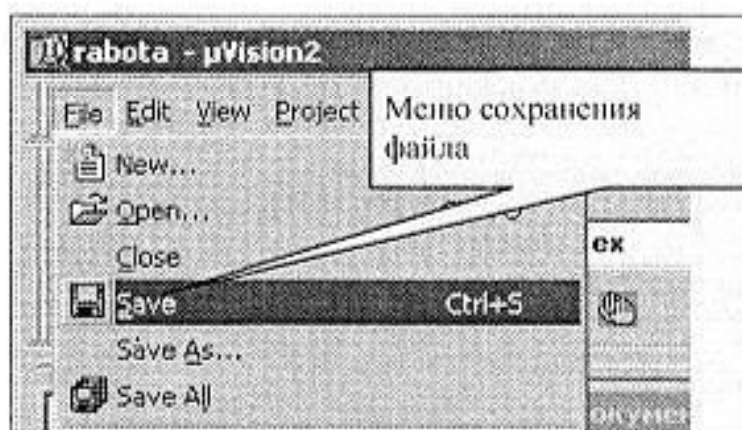 rabota - µVision2
File Edit View Project
Меню сохранения
файла
New...
Open...
Close
ex
Save Ctrl+S
Save As...
Save All
окумен